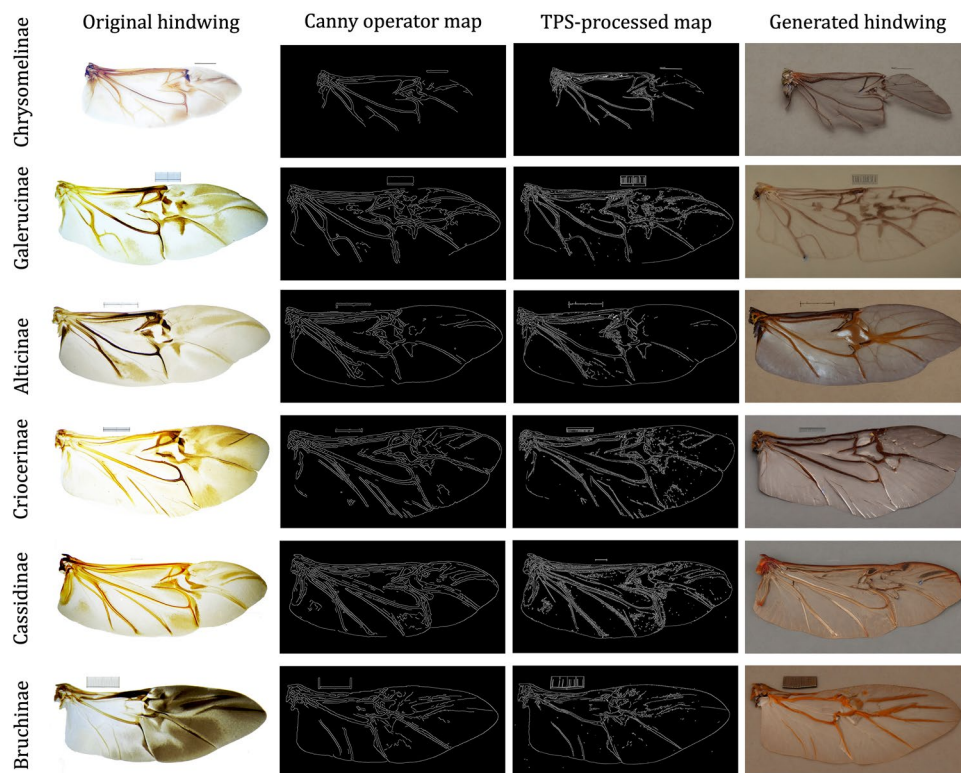 Original hindwing
Canny operator map
TPS-processed map
Generated hindwing
Chrysomelinae
Galerucinae
Alticinae
Criocerinae
Cassidinae
Bruchinae